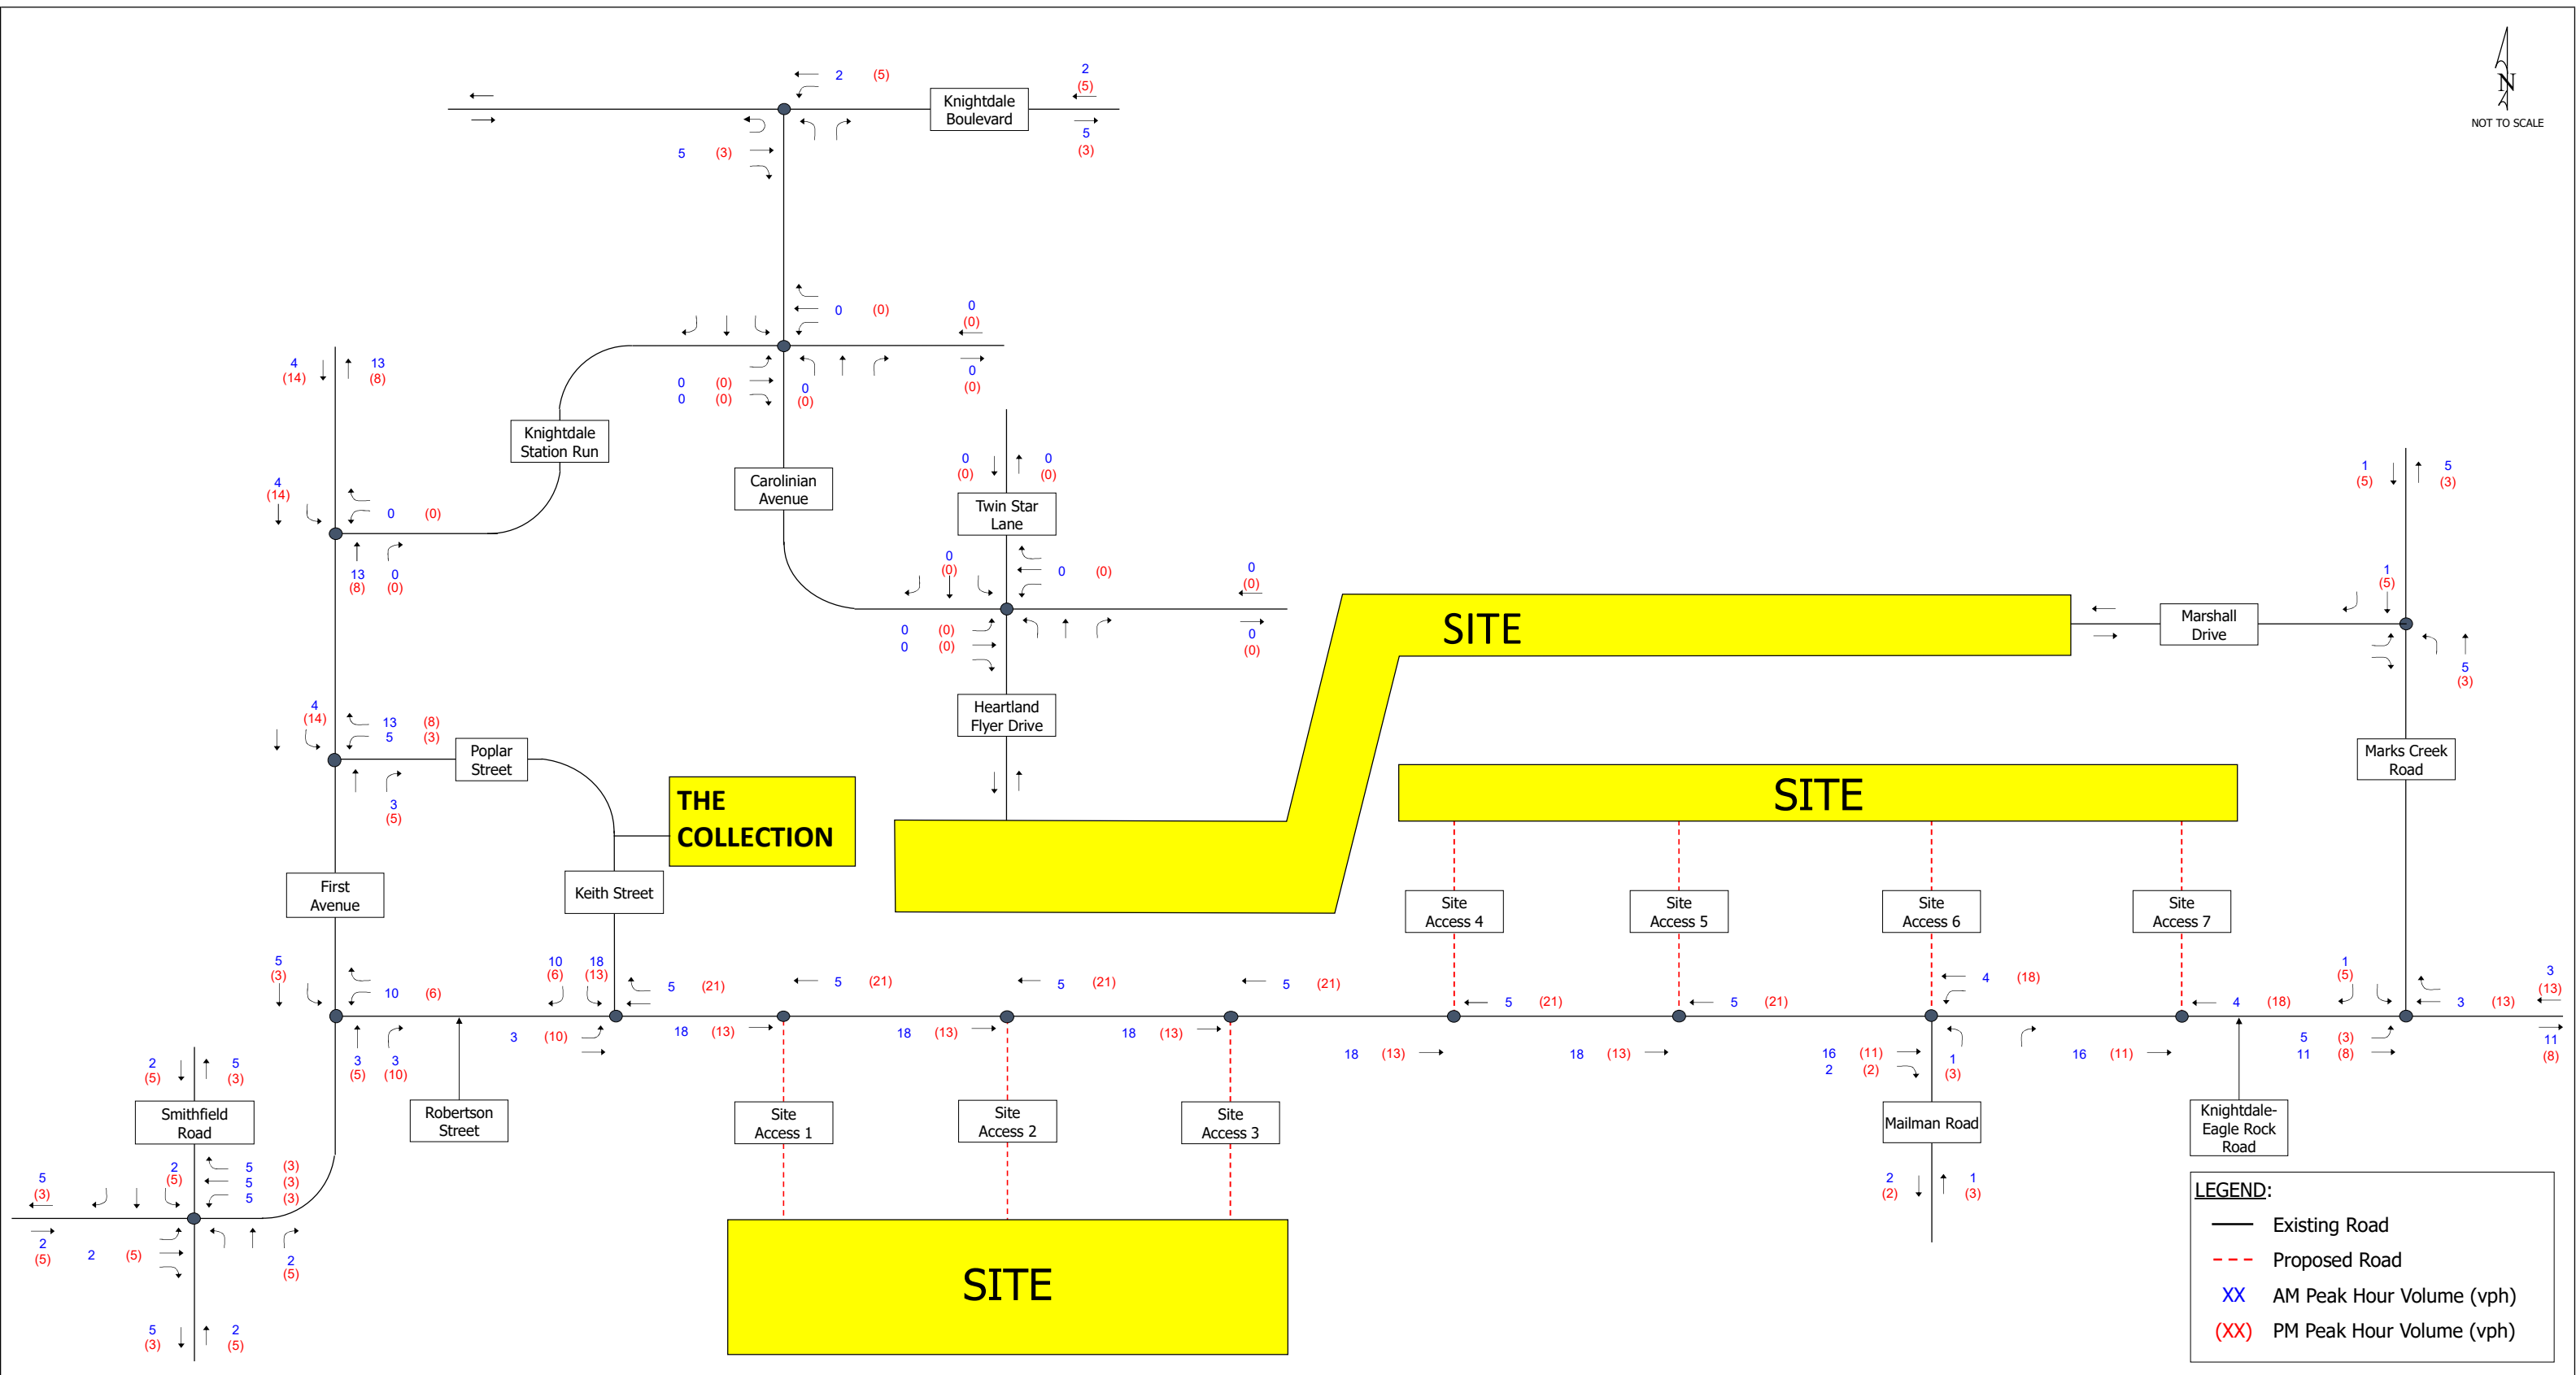 N
NOT TO SCALE
2 (5)
2
(5)
Knightdale
Boulevard
5 (3)
5
(3)
0 (0)
0
(0)
0 (0)
0 (0)
0
(0)
0
(0)
4
(14)
13
(8)
Knightdale
Station Run
Carolinian
Avenue
0
(0)
0
(0)
Twin Star
Lane
1
(5)
5
(3)
4
(14)
0 (0)
13
(8)
0
(0)
0
(0)
0 (0)
0
(0)
0 (0)
0 (0)
0
(0)
SITE
Marshall
Drive
1
(5)
5
(3)
4
(14)
13 (8)
5 (3)
Poplar
Street
3
(5)
Heartland
Flyer Drive
THE
COLLECTION
SITE
Marks Creek
Road
First
Avenue
Keith Street
Site
Access 4
Site
Access 5
Site
Access 6
Site
Access 7
5
(3)
10 (6)
10
(6)
18
(13)
5 (21)
5 (21)
5 (21)
5 (21)
5 (21)
5 (21)
4 (18)
4 (18)
1
(5)
3 (13)
3
(13)
3
(5)
3
(10)
3 (10)
18 (13)
18 (13)
18 (13)
18 (13)
18 (13)
16 (11)
2 (2)
1
(3)
16 (11)
5 (3)
11 (8)
11
(8)
2
(5)
5
(3)
Smithfield
Road
Robertson
Street
Site
Access 1
Site
Access 2
Site
Access 3
Mailman Road
Knightdale-
Eagle Rock
Road
5
(3)
2
(5)
5 (3)
5 (3)
5 (3)
2
(5)
2 (5)
2
(5)
5
(3)
2
(5)
SITE
2
(2)
1
(3)
LEGEND:
Existing Road
Proposed Road
XX AM Peak Hour Volume (vph)
(XX) PM Peak Hour Volume (vph)